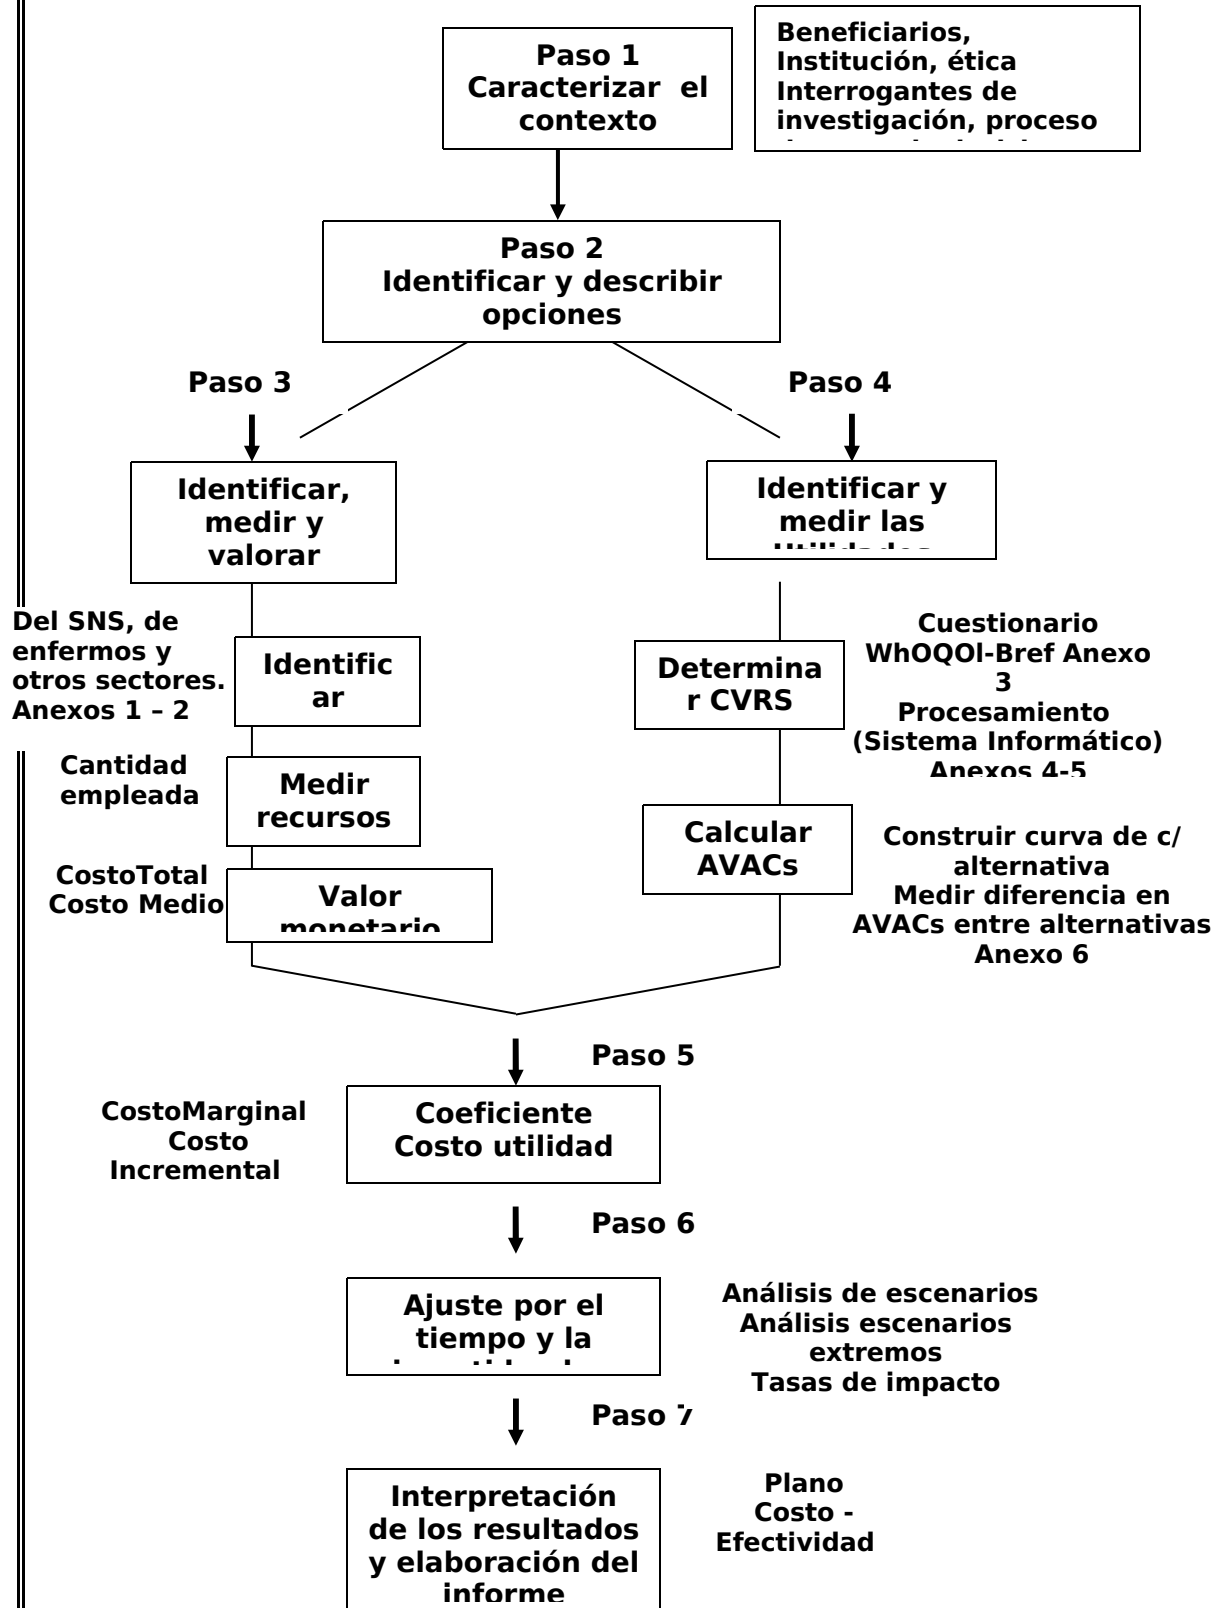 Paso 1
Caracterizar el
contexto
Beneficiarios,
Institución, ética
Interrogantes de
investigación, proceso
Paso 2
Identificar y describir
opciones
Paso 3
Paso 4
Identificar,
medir y
valorar
Identificar y
medir las
Utilidades
Del SNS, de
enfermos y
otros sectores.
Anexos 1 – 2
Identific
ar
Determina
r CVRS
Cuestionario
WhOQOl-Bref Anexo
3
Procesamiento
(Sistema Informático)
Anexos 4-5
Cantidad
empleada
Medir
recursos
Calcular
AVACs
Construir curva de c/
alternativa
Medir diferencia en
AVACs entre alternativas
Anexo 6
CostoTotal
Costo Medio
Valor
monetario
Paso 5
Coeficiente
Costo utilidad
CostoMarginal
Costo
Incremental
Paso 6
Ajuste por el
tiempo y la
Análisis de escenarios
Análisis escenarios
extremos
Tasas de impacto
Paso 7
Interpretación
de los resultados
y elaboración del
informe
Plano
Costo -
Efectividad